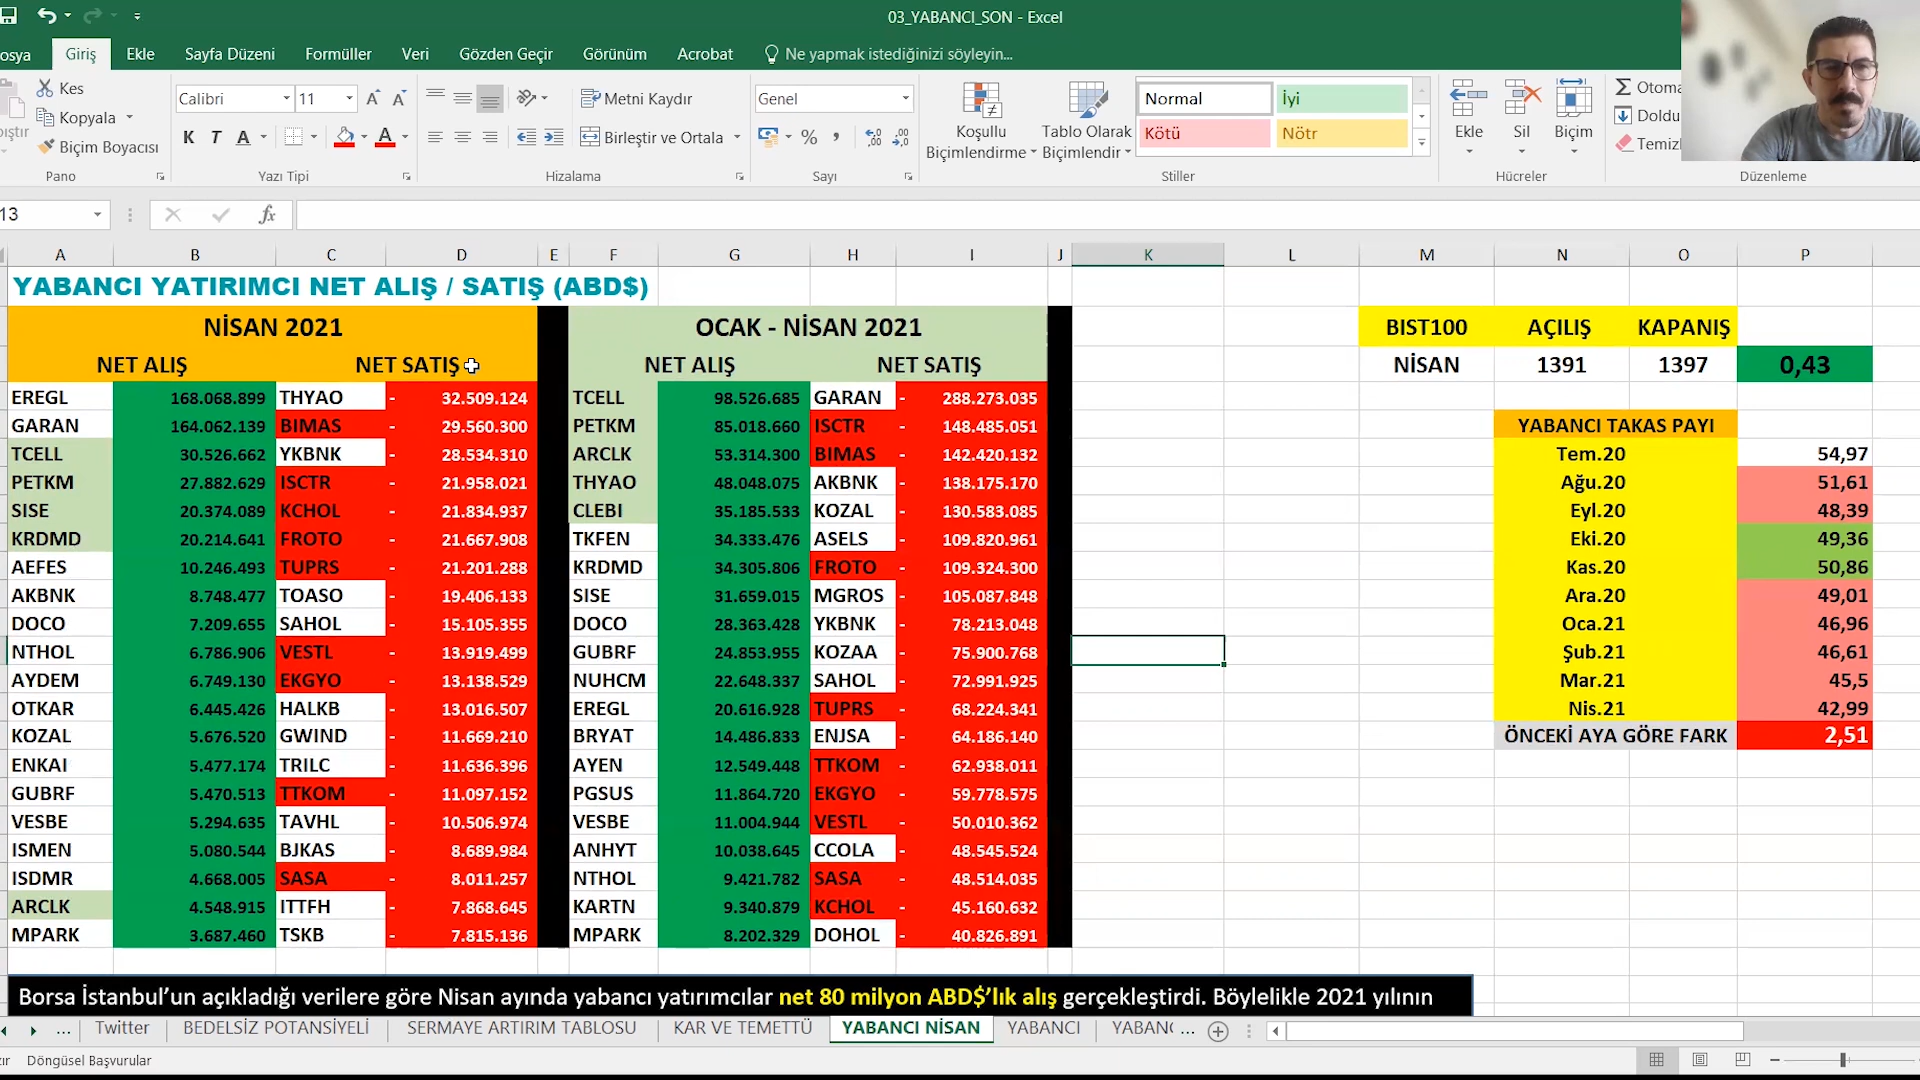 03_YABANCI_SON - Excel
osya Giriş Ekle Sayfa Düzeni Formüller Veri Gözden Geçir Görünüm Acrobat Ne yapmak istediğinizi söyleyin...
Kes
Kopyala
Biçim Boyacısı
Pano
Calibri 11
K T A
Yazı Tipi
Metni Kaydır
Birleştir ve Ortala
Hizalama
Genel
%
Sayı
Koşullu Biçimlendirme
Tablo Olarak Biçimlendir
Normal İyi
Kötü Nötr
Stiller
Ekle Sil Biçim
Hücreler
Otoma
Doldu
Temizl
Düzenleme
13 fx
A B C D E F G H I J K L M N O P
YABANCI YATIRIMCI NET ALIŞ / SATIŞ (ABD$)
NİSAN 2021 OCAK - NİSAN 2021
NET ALIŞ NET SATIŞ NET ALIŞ NET SATIŞ
EREGL 168.068.899 THYAO - 32.509.124 TCELL 98.526.685 GARAN - 288.273.035
GARAN 164.062.139 BIMAS - 29.560.300 PETKM 85.018.660 ISCTR - 148.485.051
TCELL 30.526.662 YKBNK - 28.534.310 ARCLK 53.314.300 BIMAS - 142.420.132
PETKM 27.882.629 ISCTR - 21.958.021 THYAO 48.048.075 AKBNK - 138.175.170
SISE 20.374.089 KCHOL - 21.834.937 CLEBI 35.185.533 KOZAL - 130.583.085
KRDMD 20.214.641 FROTO - 21.667.908 TKFEN 34.333.476 ASELS - 109.820.961
AEFES 10.246.493 TUPRS - 21.201.288 KRDMD 34.305.806 FROTO - 109.324.300
AKBNK 8.748.477 TOASO - 19.406.133 SISE 31.659.015 MGROS - 105.087.848
DOCO 7.209.655 SAHOL - 15.105.355 DOCO 28.363.428 YKBNK - 78.213.048
NTHOL 6.786.906 VESTL - 13.919.499 GUBRF 24.853.955 KOZAA - 75.900.768
AYDEM 6.749.130 EKGYO - 13.138.529 NUHCM 22.648.337 SAHOL - 72.991.925
OTKAR 6.445.426 HALKB - 13.016.507 EREGL 20.616.928 TUPRS - 68.224.341
KOZAL 5.676.520 GWIND - 11.669.210 BRYAT 14.486.833 ENJSA - 64.186.140
ENKAI 5.477.174 TRILC - 11.636.396 AYEN 12.549.448 TTKOM - 62.938.011
GUBRF 5.470.513 TTKOM - 11.097.152 PGSUS 11.864.720 EKGYO - 59.778.575
VESBE 5.294.635 TAVHL - 10.506.974 VESBE 11.004.944 VESTL - 50.010.362
ISMEN 5.080.544 BJKAS - 8.689.984 ANHYT 10.038.645 CCOLA - 48.545.524
ISDMR 4.668.005 SASA - 8.011.257 NTHOL 9.421.782 SASA - 48.514.035
ARCLK 4.548.915 ITTFH - 7.868.645 KARTN 9.340.879 KCHOL - 45.160.632
MPARK 3.687.460 TSKB - 7.815.136 MPARK 8.202.329 DOHOL - 40.826.891
BIST100 AÇILIŞ KAPANIŞ
NİSAN 1391 1397 0,43
YABANCI TAKAS PAYI
Tem.20 54,97
Ağu.20 51,61
Eyl.20 48,39
Eki.20 49,36
Kas.20 50,86
Ara.20 49,01
Oca.21 46,96
Şub.21 46,61
Mar.21 45,5
Nis.21 42,99
ÖNCEKİ AYA GÖRE FARK 2,51
Borsa İstanbul'un açıkladığı verilere göre Nisan ayında yabancı yatırımcılar net 80 milyon ABD$'lık alış gerçekleştirdi. Böylelikle 2021 yılının
... Twitter BEDELSİZ POTANSİYELİ SERMAYE ARTIRIM TABLOSU KAR VE TEMETTÜ YABANCI NİSAN YABANCI YABANC ...
Döngüsel Başvurular